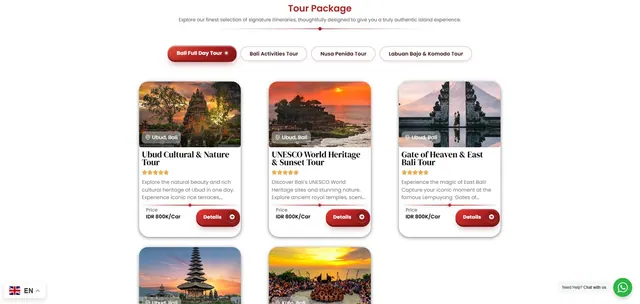 Tour Package
Explore our finest selection of signature itineraries, thoughtfully designed to give you a truly authentic island experience.
Bali Full Day Tour
Bali Activities Tour
Nusa Penida Tour
Labuan Bajo & Komodo Tour
Ubud, Bali
Ubud Cultural & Nature
Tour
Explore the natural beauty and rich
cultural heritage of Ubud in one day.
Experience iconic rice terraces,...
Price
IDR 800K/Car
Details
Ubud, Bali
UNESCO World Heritage
& Sunset Tour
Discover Bali's UNESCO World
Heritage sites and stunning nature.
Explore ancient royal temples, sceni...
Price
IDR 800K/Car
Details
Ubud, Bali
Gate of Heaven & East
Bali Tour
Experience the magic of East Bali!
Capture your iconic moment at the
famous Lempuyang 'Gates of...
Price
IDR 800K/Car
Details
Kuta, Bali
EN
Need Help? Chat with us